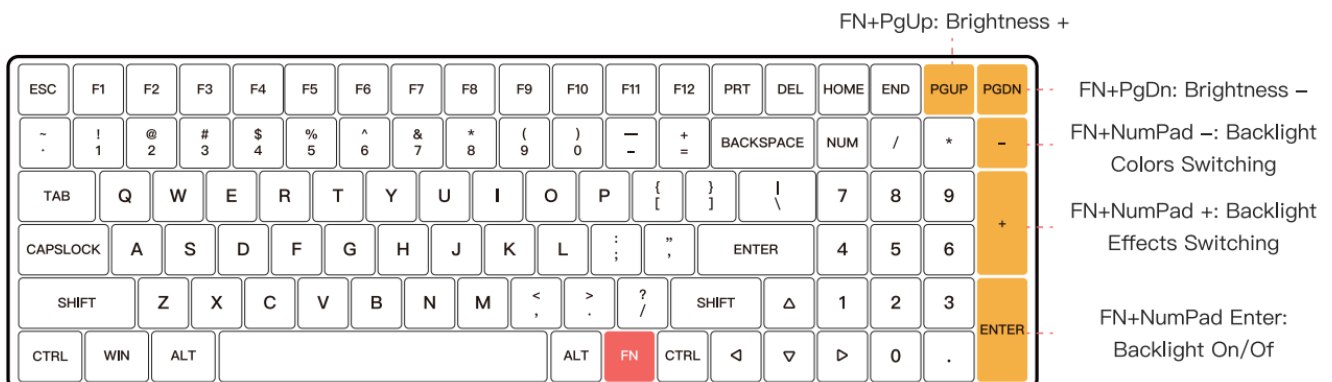 FN+PgUp: Brightness +
ESC F1 F2 F3 F4 F5 F6 F7 F8 F9 F10 F11 F12 PRT DEL HOME END PGUP PGDN
FN+PgDn: Brightness –
~ ! @ # $ % ^ & * ( ) — +
· 1 2 3 4 5 6 7 8 9 0 – = BACKSPACE NUM / * -
FN+NumPad –: Backlight
Colors Switching
TAB Q W E R T Y U I O P { } |
[ ] \ 7 8 9 +
FN+NumPad +: Backlight
Effects Switching
CAPSLOCK A S D F G H J K L : ”
; , ENTER 4 5 6
SHIFT Z X C V B N M < > ?
, . / SHIFT △ 1 2 3 ENTER
FN+NumPad Enter:
Backlight On/Of
CTRL WIN ALT ALT FN CTRL ◁ ▽ ▷ 0 .